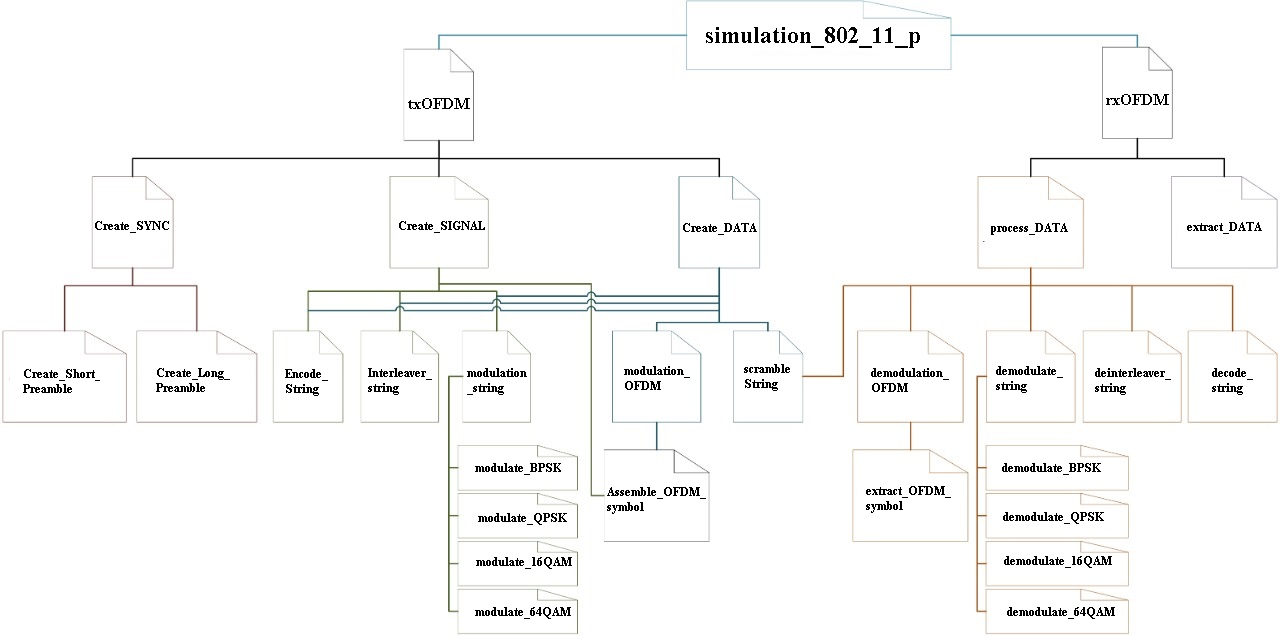 simulation_802_11_p
txOFDM
rxOFDM
Create_SYNC
Create_SIGNAL
Create_DATA
process_DATA
extract_DATA
Create_Short_
Preamble
Create_Long_
Preamble
Encode_
String
Interleaver_
string
modulation
_string
modulation_
OFDM
scramble
String
demodulation_
OFDM
demodulate_
string
deinterleaver_
string
decode_
string
modulate_BPSK
modulate_QPSK
modulate_16QAM
modulate_64QAM
Assemble_OFDM_
symbol
extract_OFDM_
symbol
demodulate_BPSK
demodulate_QPSK
demodulate_16QAM
demodulate_64QAM